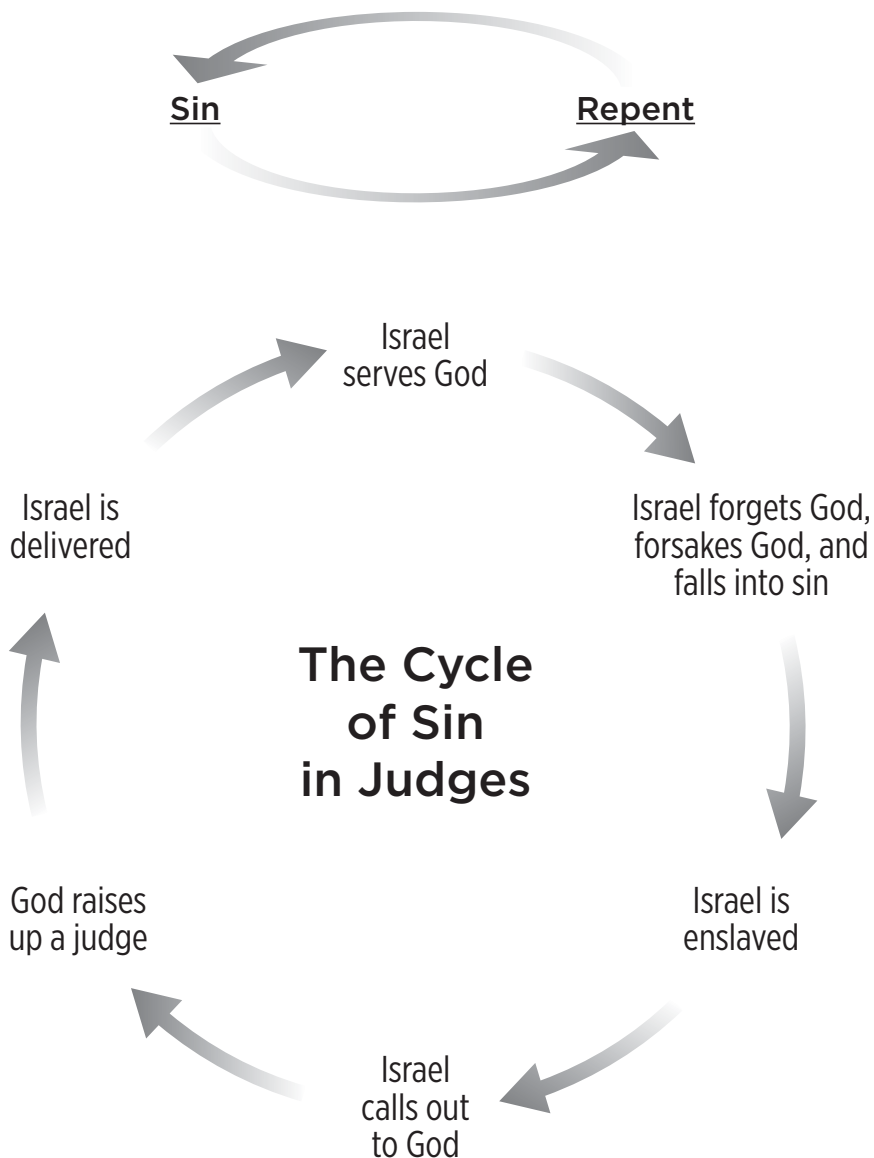 Sin
Repent
Israel
serves God
Israel forgets God,
forsakes God, and
falls into sin
Israel is
enslaved
Israel
calls out
to God
God raises
up a judge
Israel is
delivered
The Cycle
of Sin
in Judges